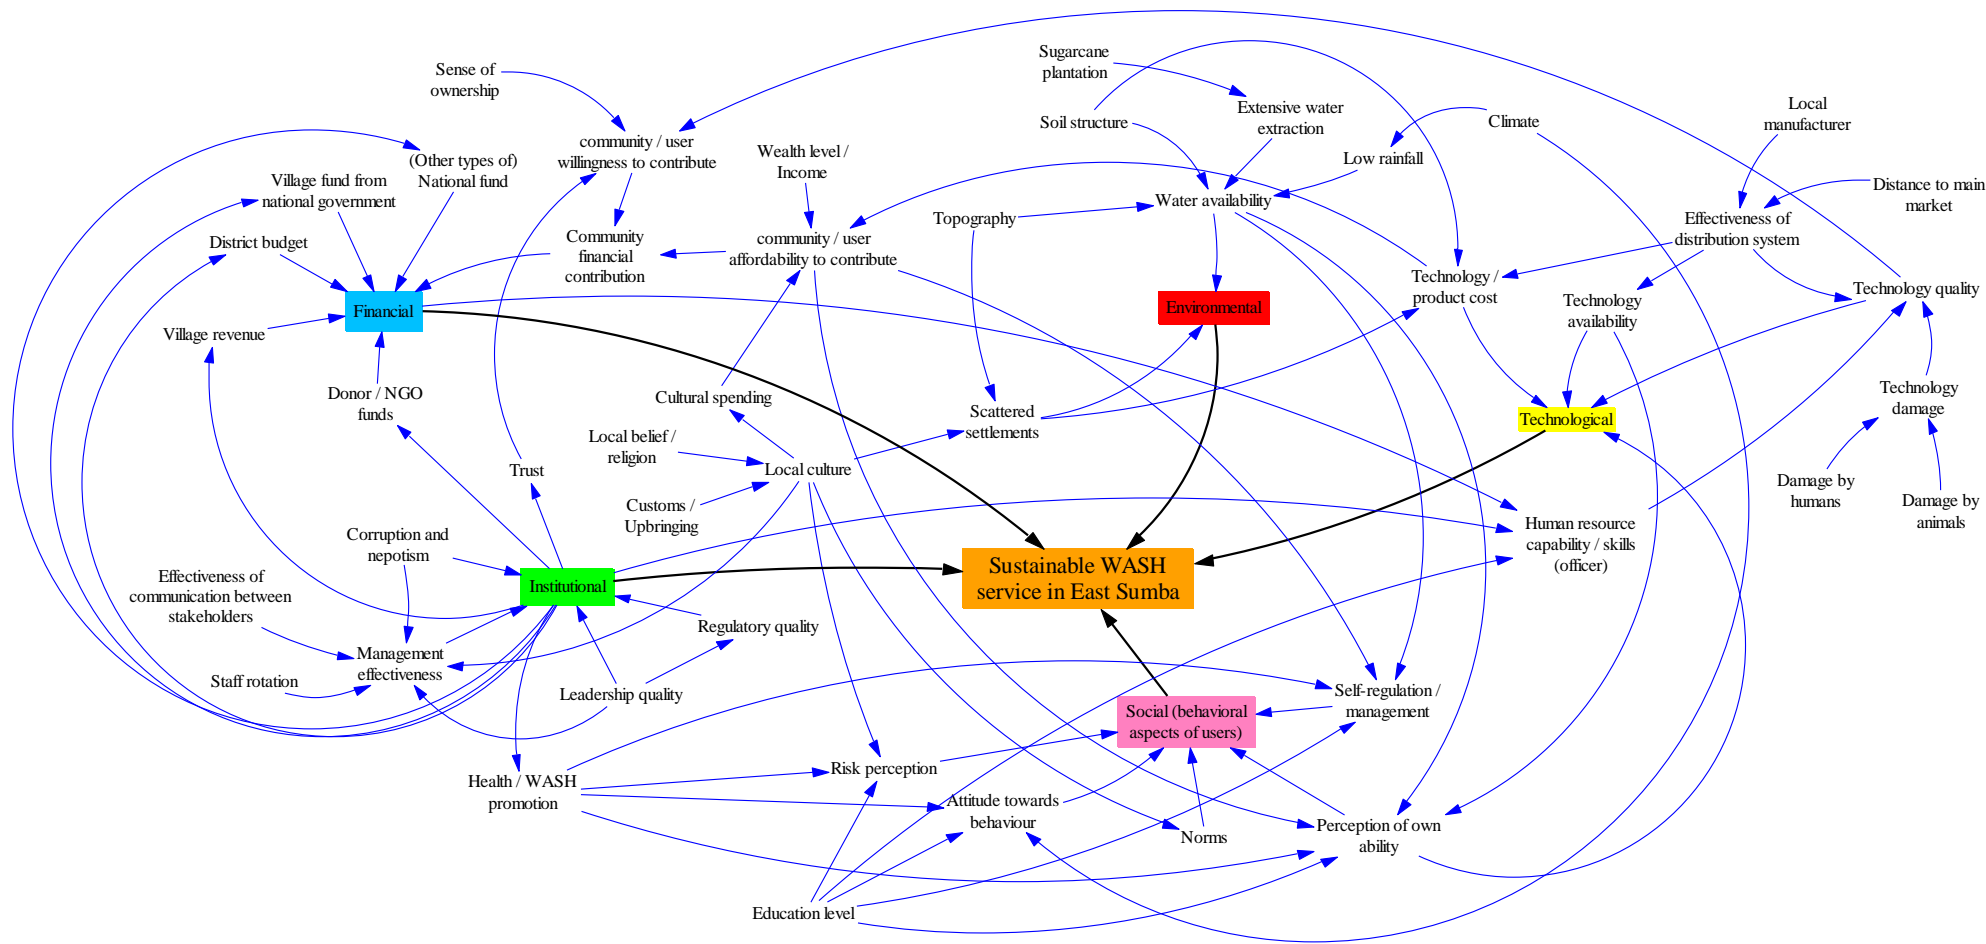 Sense of
ownership
Sugarcane
plantation
Extensive water
extraction
Soil structure
Climate
Local
manufacturer
community / user
willingness to contribute
(Other types of)
National fund
Wealth level /
Income
Low rainfall
Village fund from
national government
Distance to main
market
Water availability
Topography
Effectiveness of
distribution system
District budget
Community
financial
contribution
community / user
affordability to contribute
Technology /
product cost
Technology
availability
Technology quality
Financial
Environmental
Village revenue
Donor / NGO
funds
Cultural spending
Scattered
settlements
Technological
Technology
damage
Local belief /
religion
Local culture
Trust
Customs /
Upbringing
Damage by
humans
Damage by
animals
Human resource
capability / skills
(officer)
Corruption and
nepotism
Sustainable WASH
service in East Sumba
Institutional
Effectiveness of
communication between
stakeholders
Regulatory quality
Management
effectiveness
Staff rotation
Leadership quality
Self-regulation /
management
Social (behavioral
aspects of users)
Health / WASH
promotion
Risk perception
Attitude towards
behaviour
Norms
Perception of own
ability
Education level